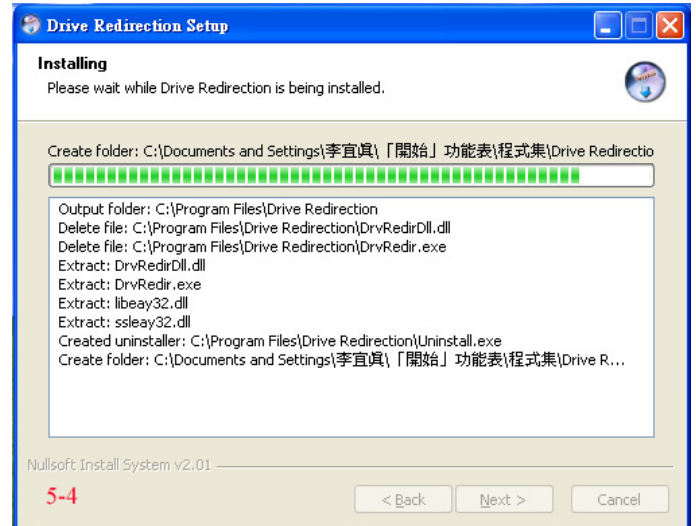 Drive Redirection Setup
Installing
Please wait while Drive Redirection is being installed.
Create folder: C:\Documents and Settings\李宜真\「開始」功能表\程式集\Drive Redirectio
Output folder: C:\Program Files\Drive Redirection
Delete file: C:\Program Files\Drive Redirection\DrvRedirDll.dll
Delete file: C:\Program Files\Drive Redirection\DrvRedir.exe
Extract: DrvRedirDll.dll
Extract: DrvRedir.exe
Extract: libeay32.dll
Extract: ssleay32.dll
Created uninstaller: C:\Program Files\Drive Redirection\Uninstall.exe
Create folder: C:\Documents and Settings\李宜真\「開始」功能表\程式集\Drive R...
Nullsoft Install System v2.01
5-4
< Back
Next >
Cancel